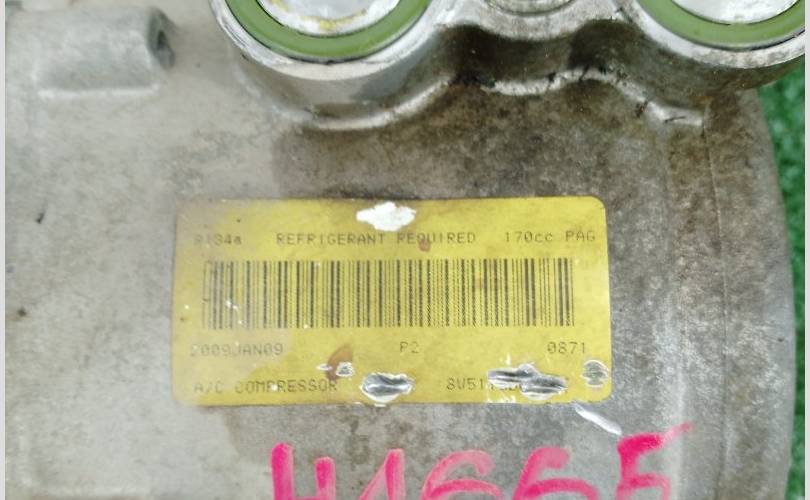 R134a REFRIGERANT REQUIRED 170cc PAG
2009JAN09 P2 0871
A/C COMPRESSOR
H1665